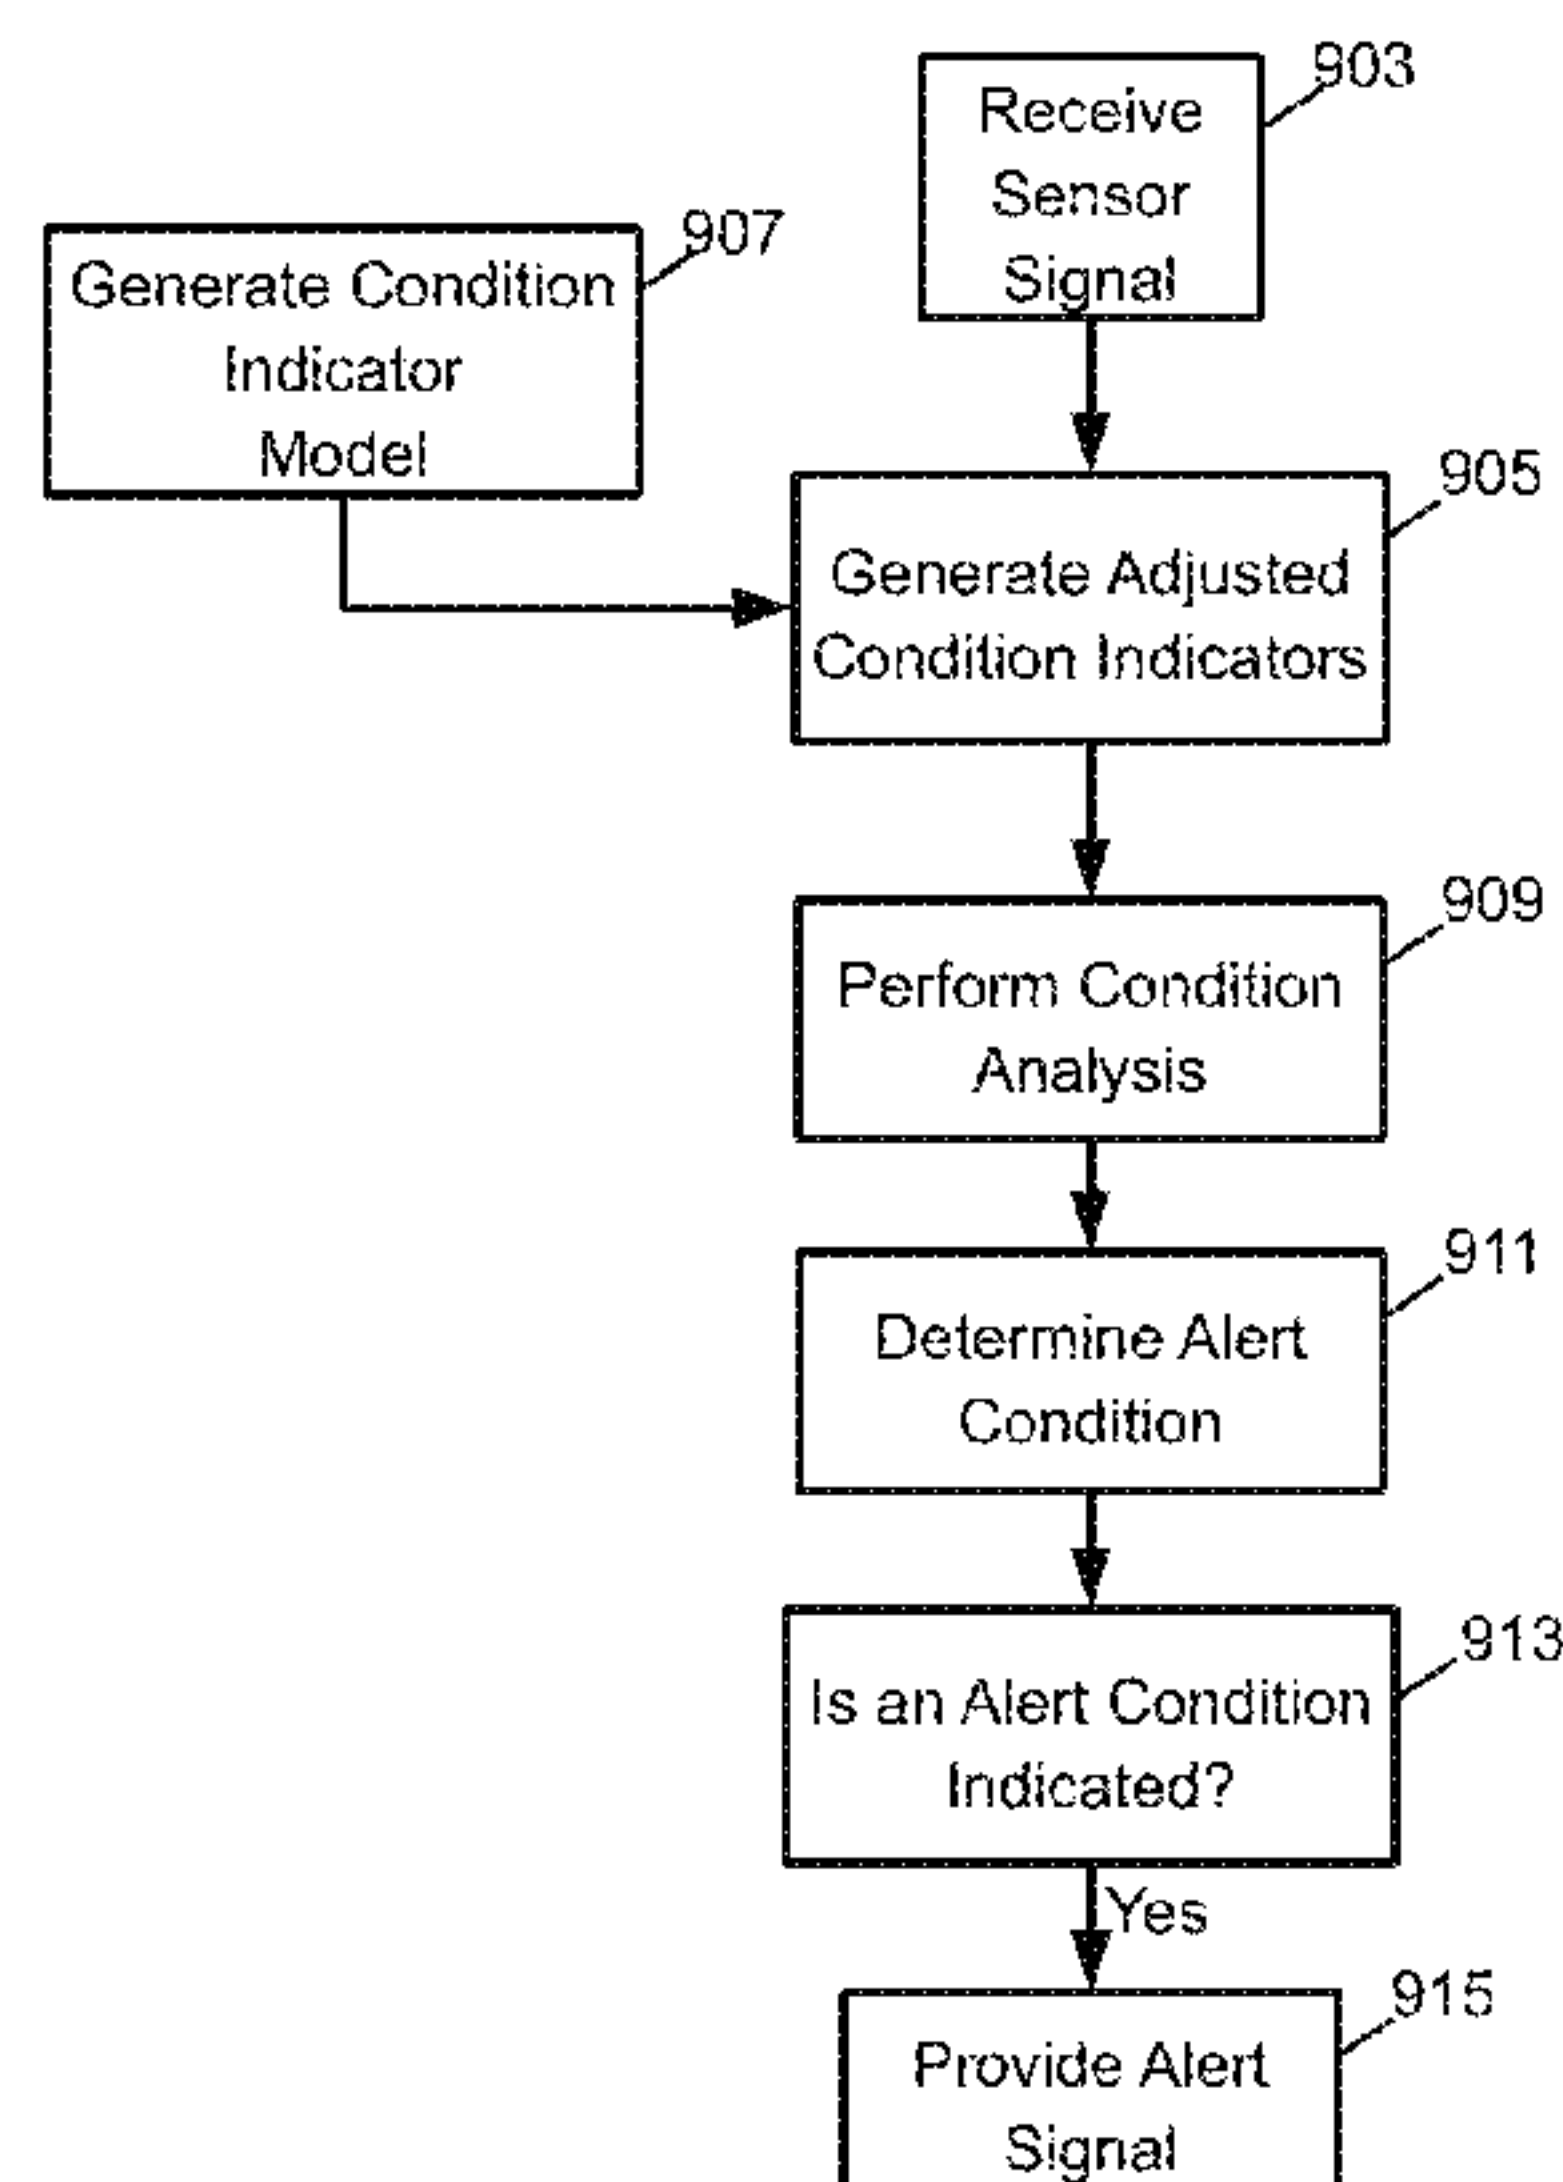 903
Receive
Sensor
Signal
907
Generate Condition
Indicator
Model
905
Generate Adjusted
Condition Indicators
909
Perform Condition
Analysis
911
Determine Alert
Condition
913
Is an Alert Condition
Indicated?
Yes
915
Provide Alert
Signal